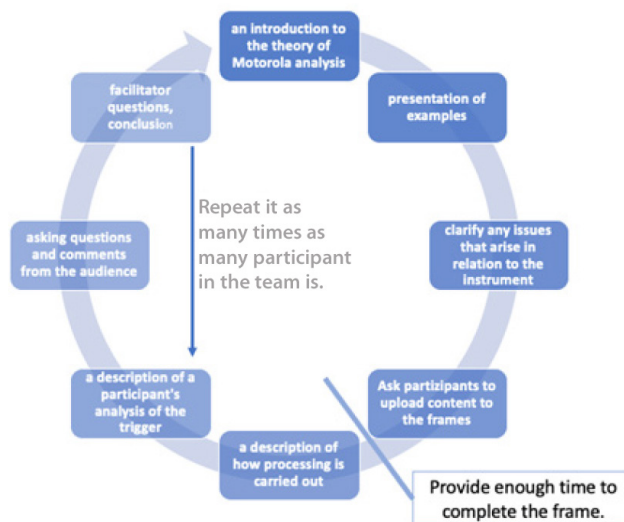 an introduction to
the theory of
Motorola analysis
presentation of
examples
clarify any issues
that arise in
relation to the
instrument
Ask partizipants to
upload content to
the frames
Provide enough time to
complete the frame.
a description of
how processing is
carried out
a description of a
participant's
analysis of the
trigger
asking questions
and comments
from the audience
facilitator
questions,
conclusion
Repeat it as
many times as
many participant
in the team is.